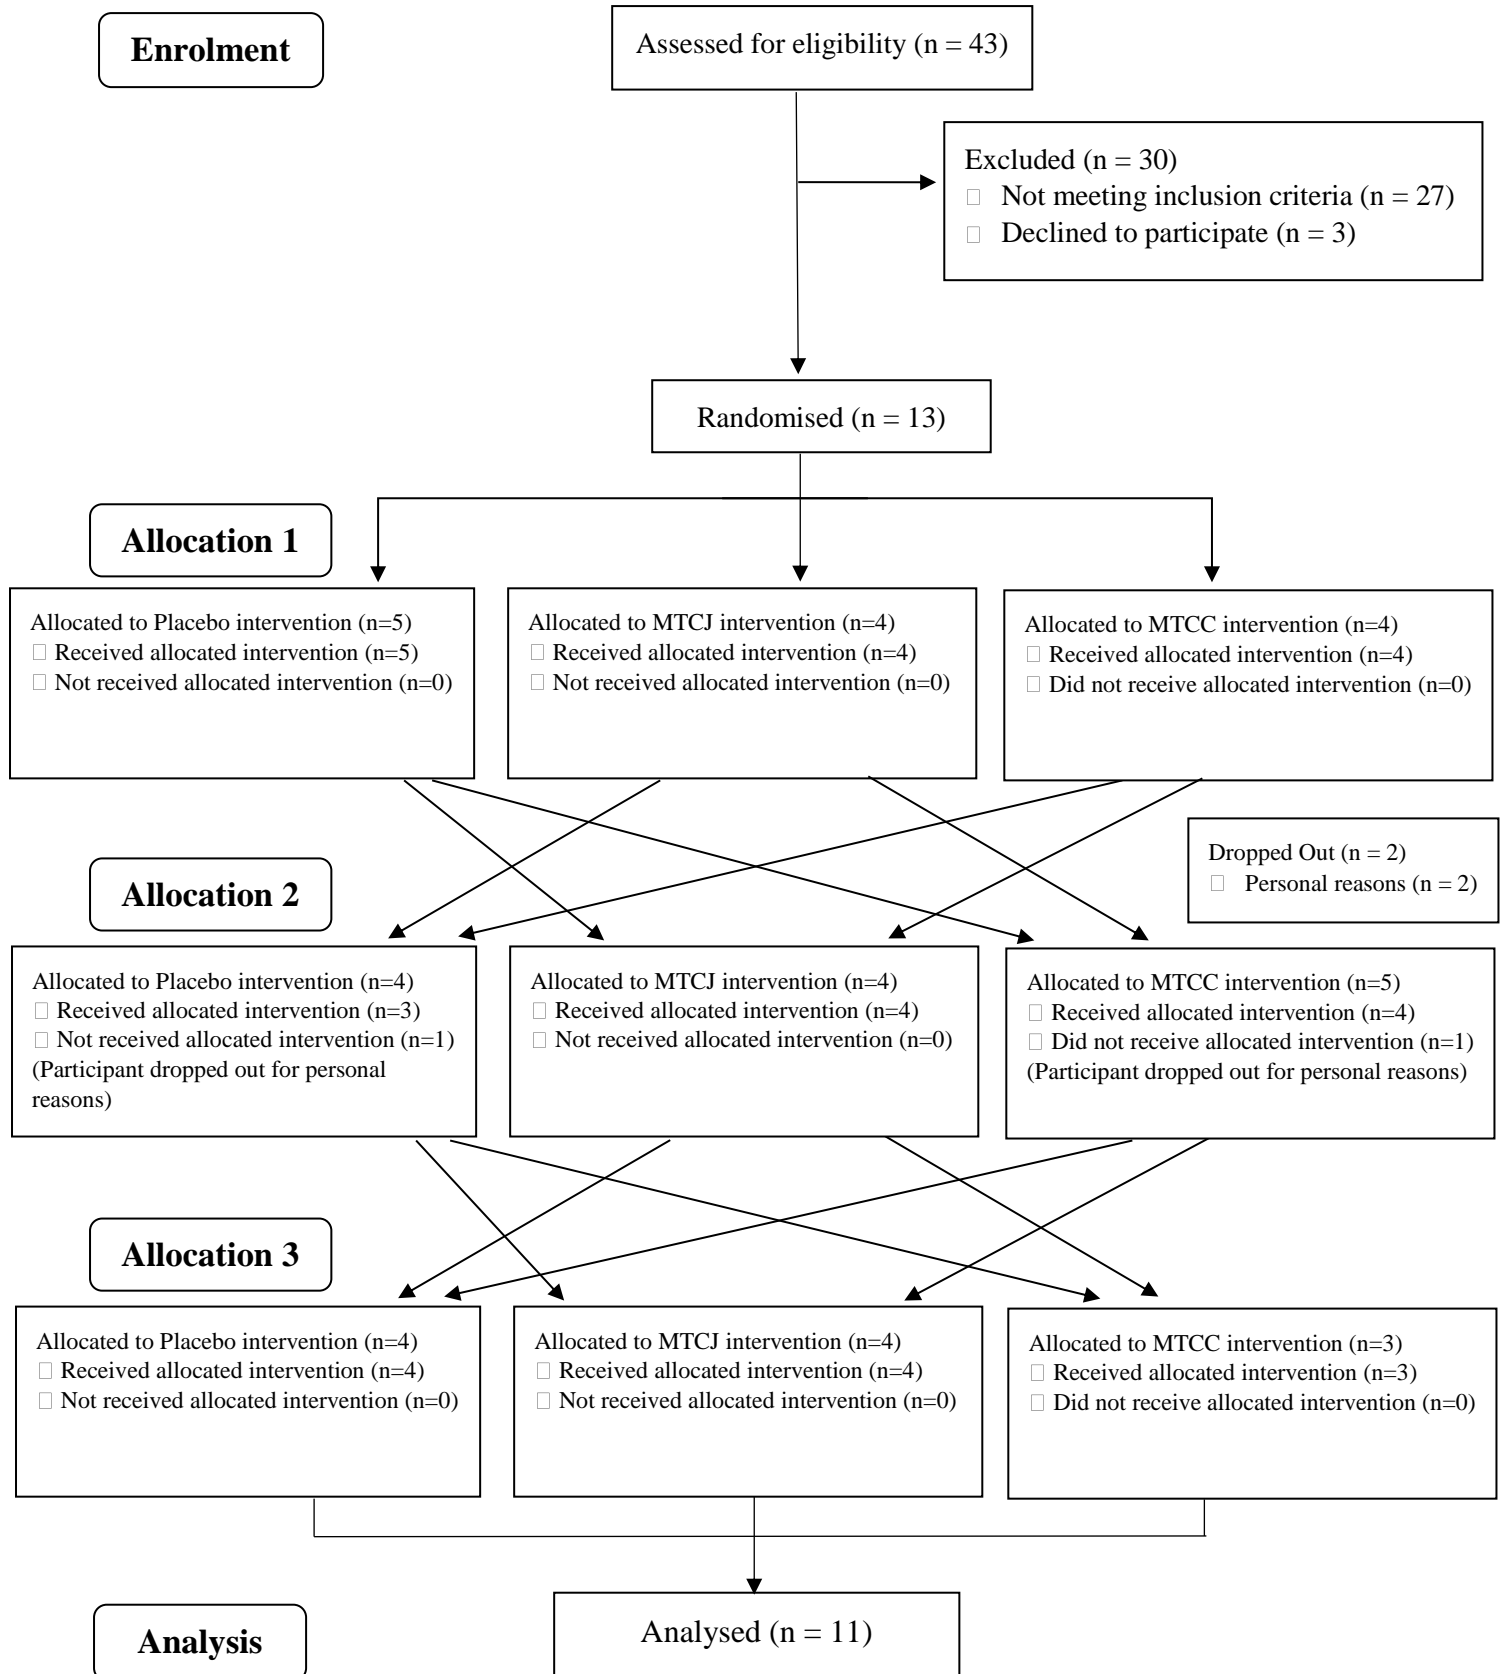 Enrolment
Assessed for eligibility (n = 43)
Excluded (n = 30)
Not meeting inclusion criteria (n = 27)
Declined to participate (n = 3)
Randomised (n = 13)
Allocation 1
Allocated to Placebo intervention (n=5)
Received allocated intervention (n=5)
Not received allocated intervention (n=0)
Allocated to MTCJ intervention (n=4)
Received allocated intervention (n=4)
Not received allocated intervention (n=0)
Allocated to MTCC intervention (n=4)
Received allocated intervention (n=4)
Did not receive allocated intervention (n=0)
Dropped Out (n = 2)
Personal reasons (n = 2)
Allocation 2
Allocated to Placebo intervention (n=4)
Received allocated intervention (n=3)
Not received allocated intervention (n=1)
(Participant dropped out for personal
reasons)
Allocated to MTCJ intervention (n=4)
Received allocated intervention (n=4)
Not received allocated intervention (n=0)
Allocated to MTCC intervention (n=5)
Received allocated intervention (n=4)
Did not receive allocated intervention (n=1)
(Participant dropped out for personal reasons)
Allocation 3
Allocated to Placebo intervention (n=4)
Received allocated intervention (n=4)
Not received allocated intervention (n=0)
Allocated to MTCJ intervention (n=4)
Received allocated intervention (n=4)
Not received allocated intervention (n=0)
Allocated to MTCC intervention (n=3)
Received allocated intervention (n=3)
Did not receive allocated intervention (n=0)
Analysis
Analysed (n = 11)